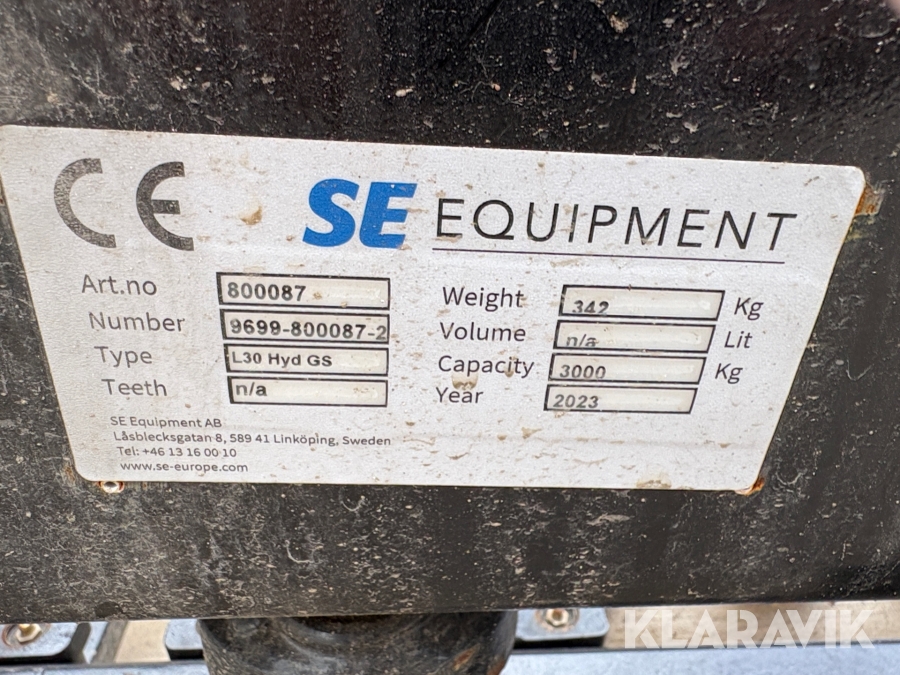 CE SE EQUIPMENT
Art.no 800087
Number 9699-800087-2
Type L30 Hyd GS
Teeth n/a
Weight 342 Kg
Volume n/a Lit
Capacity 3000 Kg
Year 2023
SE Equipment AB
Låsblecksgatan 8, 589 41 Linköping, Sweden
Tel: +46 13 16 00 10
www.se-europe.com
KLARAVIK